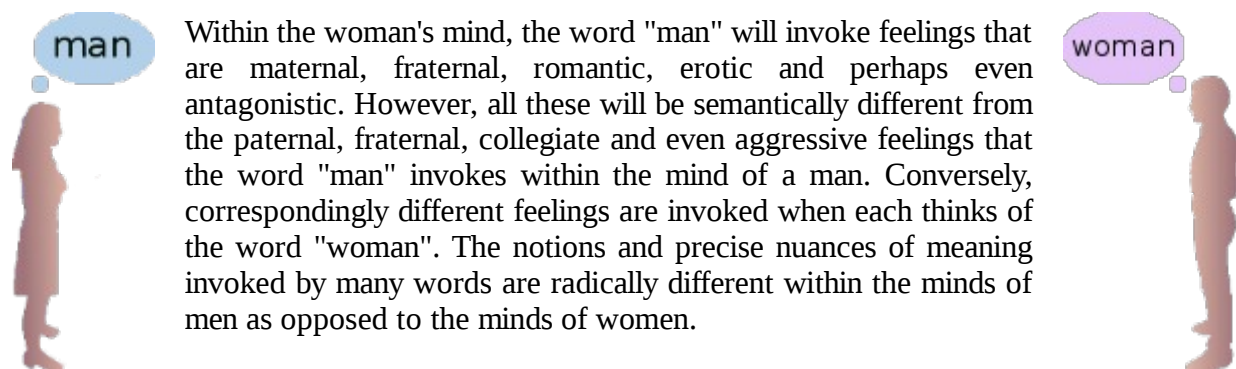 man
Within the woman's mind, the word "man" will invoke feelings that
are maternal, fraternal, romantic, erotic and perhaps even
antagonistic. However, all these will be semantically different from
the paternal, fraternal, collegiate and even aggressive feelings that
the word "man" invokes within the mind of a man. Conversely,
correspondingly different feelings are invoked when each thinks of
the word "woman". The notions and precise nuances of meaning
invoked by many words are radically different within the minds of
men as opposed to the minds of women.
woman